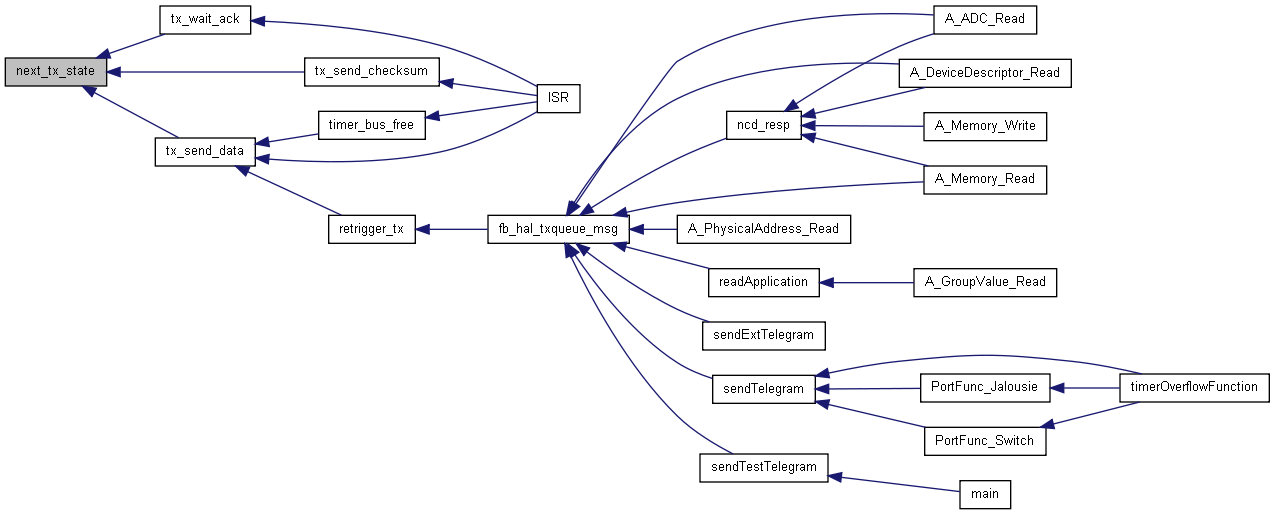 next_tx_state
tx_wait_ack
tx_send_checksum
tx_send_data
timer_bus_free
ISR
retrigger_tx
fb_hal_txqueue_msg
A_ADC_Read
A_DeviceDescriptor_Read
ncd_resp
A_Memory_Write
A_Memory_Read
A_PhysicalAddress_Read
readApplication
A_GroupValue_Read
sendExtTelegram
sendTelegram
PortFunc_Jalousie
timerOverflowFunction
PortFunc_Switch
sendTestTelegram
main